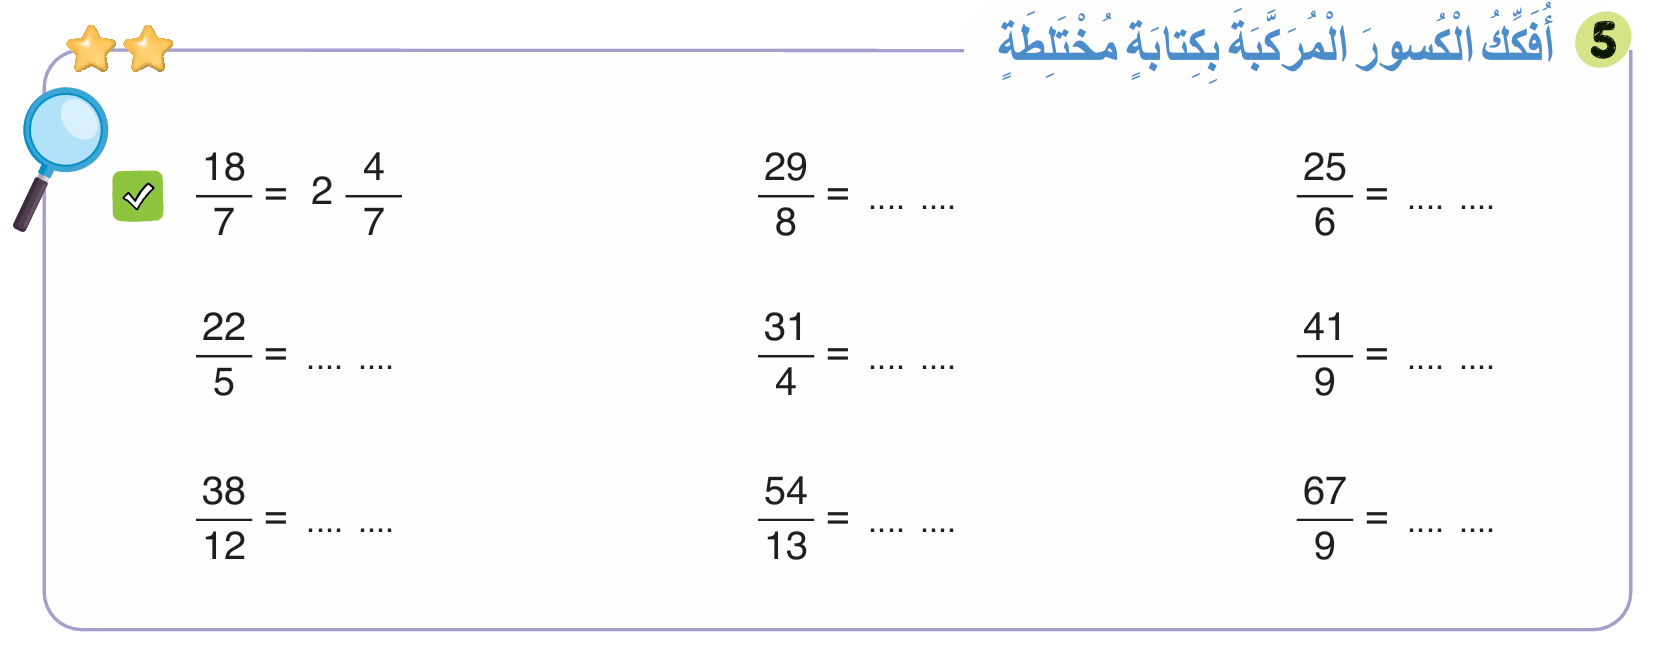 5 أُفَكِّكُ الْكُسورَ الْمُرَكَّبَةَ بِكِتابَةٍ مُخْتَلِطَةٍ
18/7 = 2 4/7
29/8 = .... ....
25/6 = .... ....
22/5 = .... ....
31/4 = .... ....
41/9 = .... ....
38/12 = .... ....
54/13 = .... ....
67/9 = .... ....